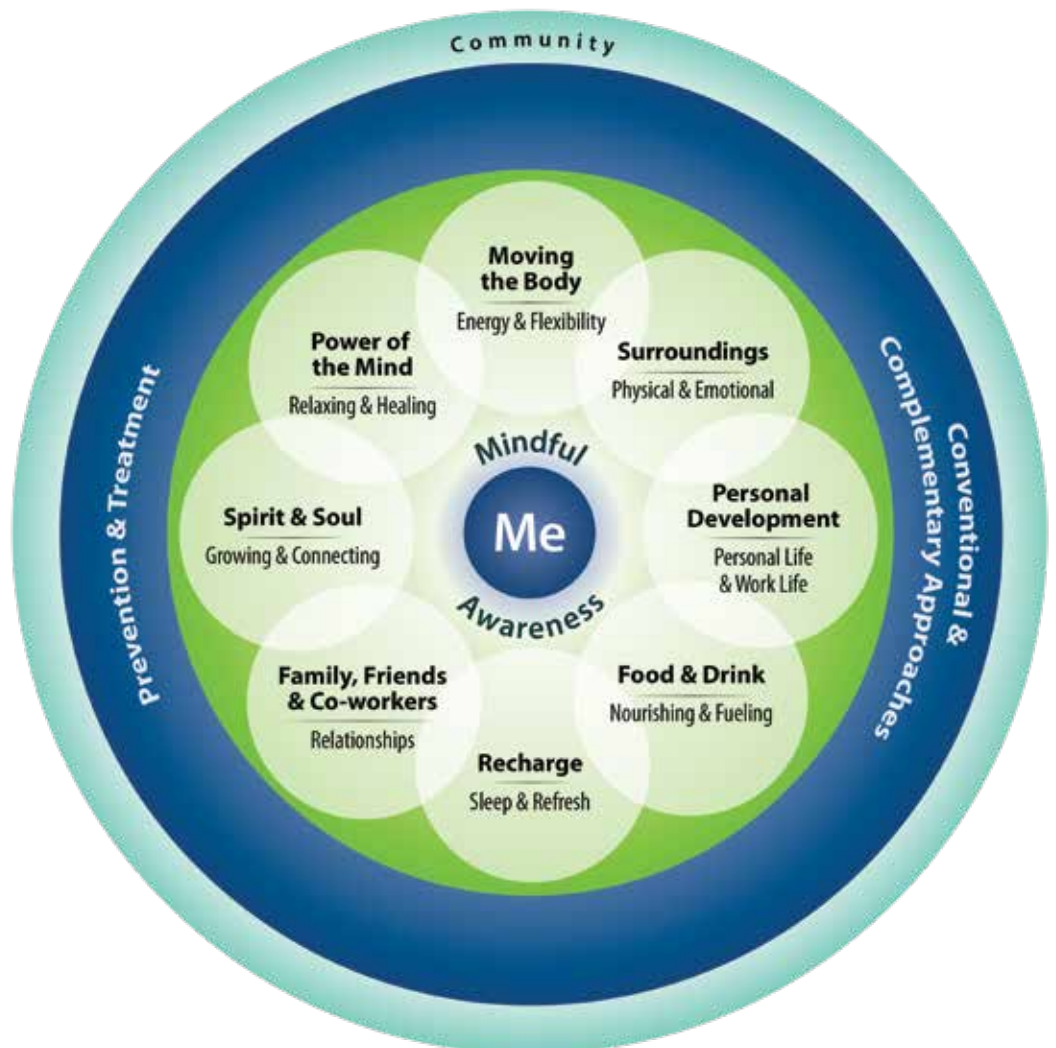 Community
Prevention & Treatment
Conventional &
Complementary Approaches
Moving
the Body
Energy & Flexibility
Surroundings
Physical & Emotional
Personal
Development
Personal Life
& Work Life
Food & Drink
Nourishing & Fueling
Recharge
Sleep & Refresh
Family, Friends
& Co-workers
Relationships
Spirit & Soul
Growing & Connecting
Power of
the Mind
Relaxing & Healing
Mindful
Me
Awareness